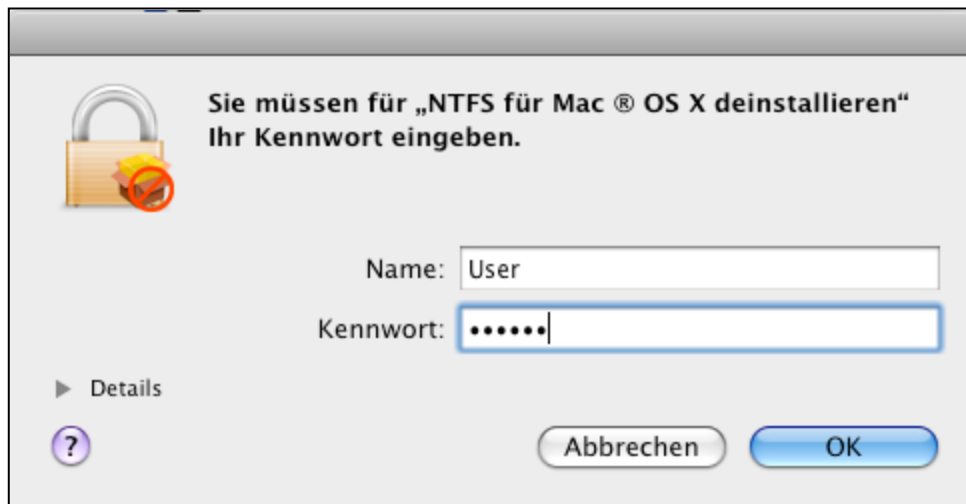 Sie müssen für „NTFS für Mac ® OS X deinstallieren“
Ihr Kennwort eingeben.
Name: User
Kennwort: ••••••
Details
? Abbrechen OK